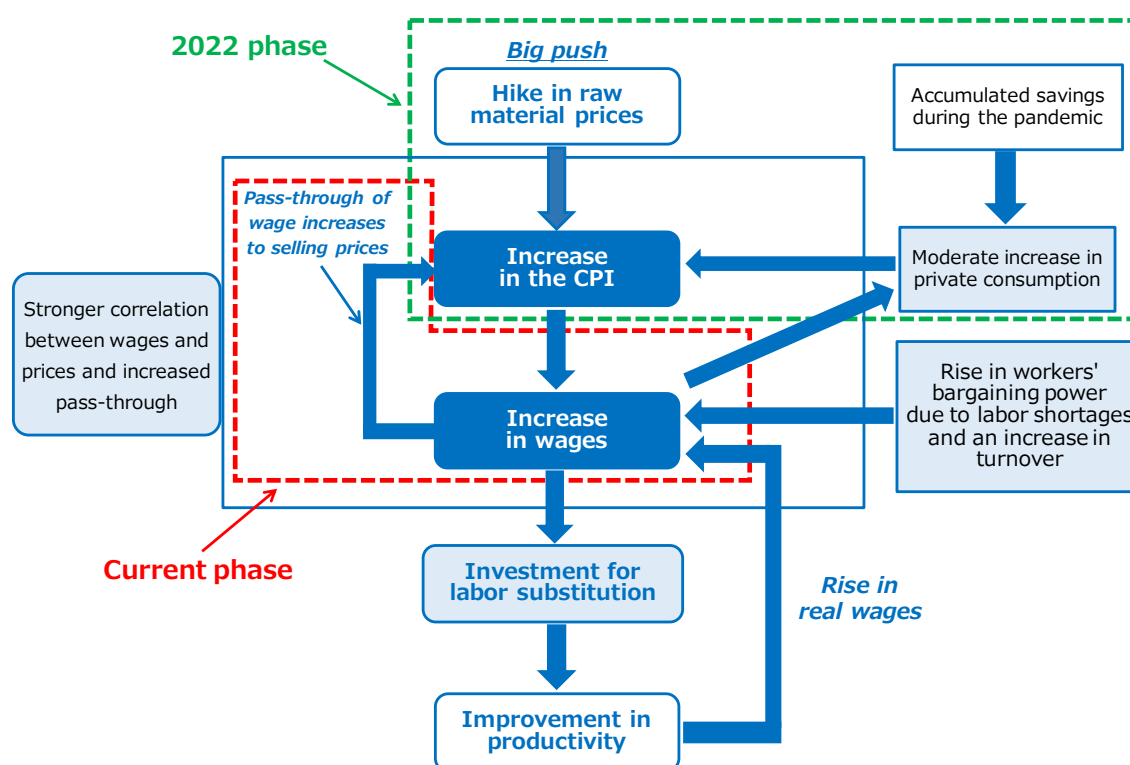 2022 phase
Big push
Hike in raw
material prices
Accumulated savings
during the pandemic
Pass-through of
wage increases
to selling prices
Increase
in the CPI
Moderate increase in
private consumption
Stronger correlation
between wages and
prices and increased
pass-through
Increase
in wages
Rise in workers'
bargaining power
due to labor shortages
and an increase in
turnover
Current phase
Investment for
labor substitution
Rise in
real wages
Improvement in
productivity